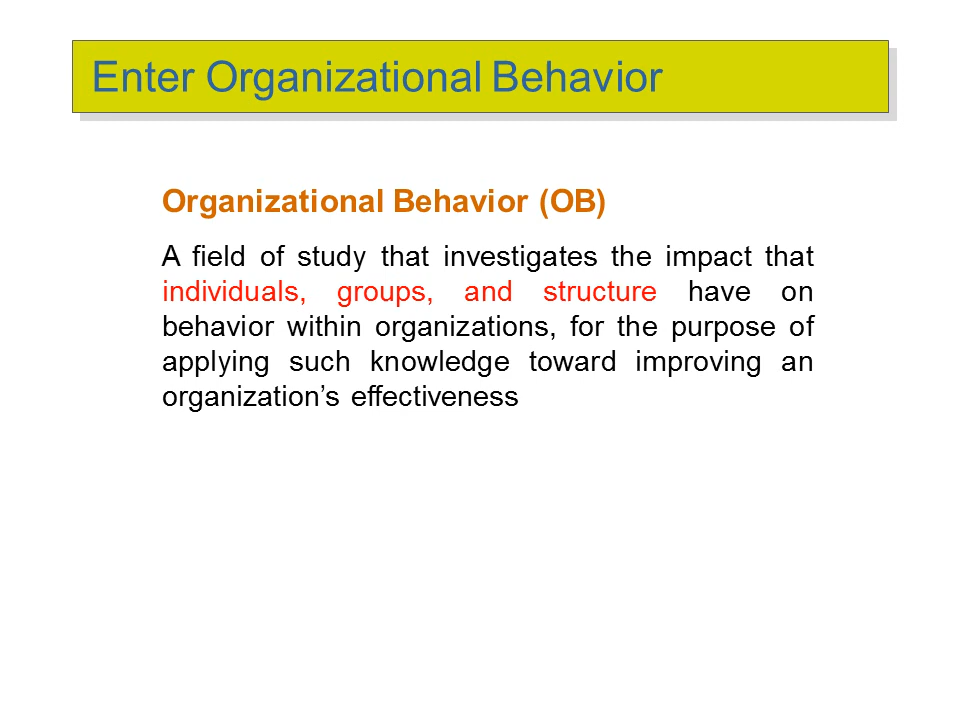 Enter Organizational Behavior
Organizational Behavior (OB)
A field of study that investigates the impact that
individuals, groups, and structure have on
behavior within organizations, for the purpose of
applying such knowledge toward improving an
organization’s effectiveness